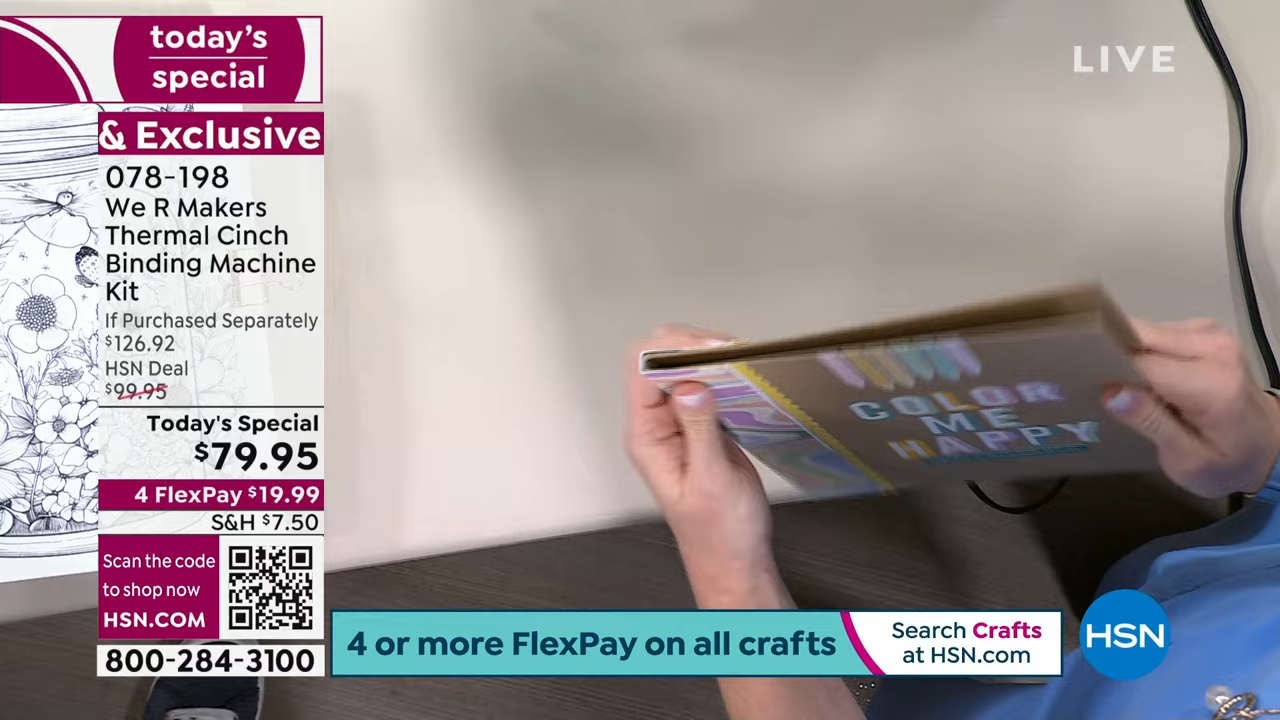 today's
special
& Exclusive
078-198
We R Makers
Thermal Cinch
Binding Machine
Kit
If Purchased Separately
$126.92
HSN Deal
$99.95
Today's Special
$79.95
4 FlexPay $19.99
S&H $7.50
Scan the code
to shop now
HSN.COM
800-284-3100
LIVE
COLOR
ME
HAPPY
4 or more FlexPay on all crafts
Search Crafts
at HSN.com
HSN